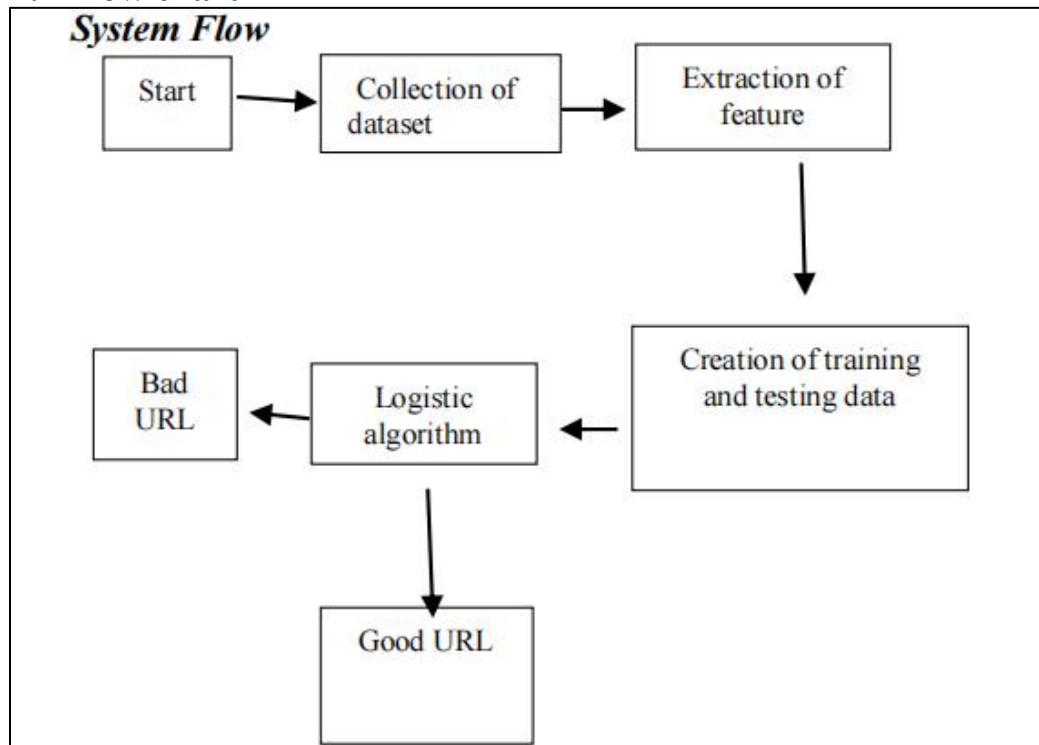 System Flow
Start
Collection of
dataset
Extraction of
feature
Creation of training
and testing data
Logistic
algorithm
Bad
URL
Good URL